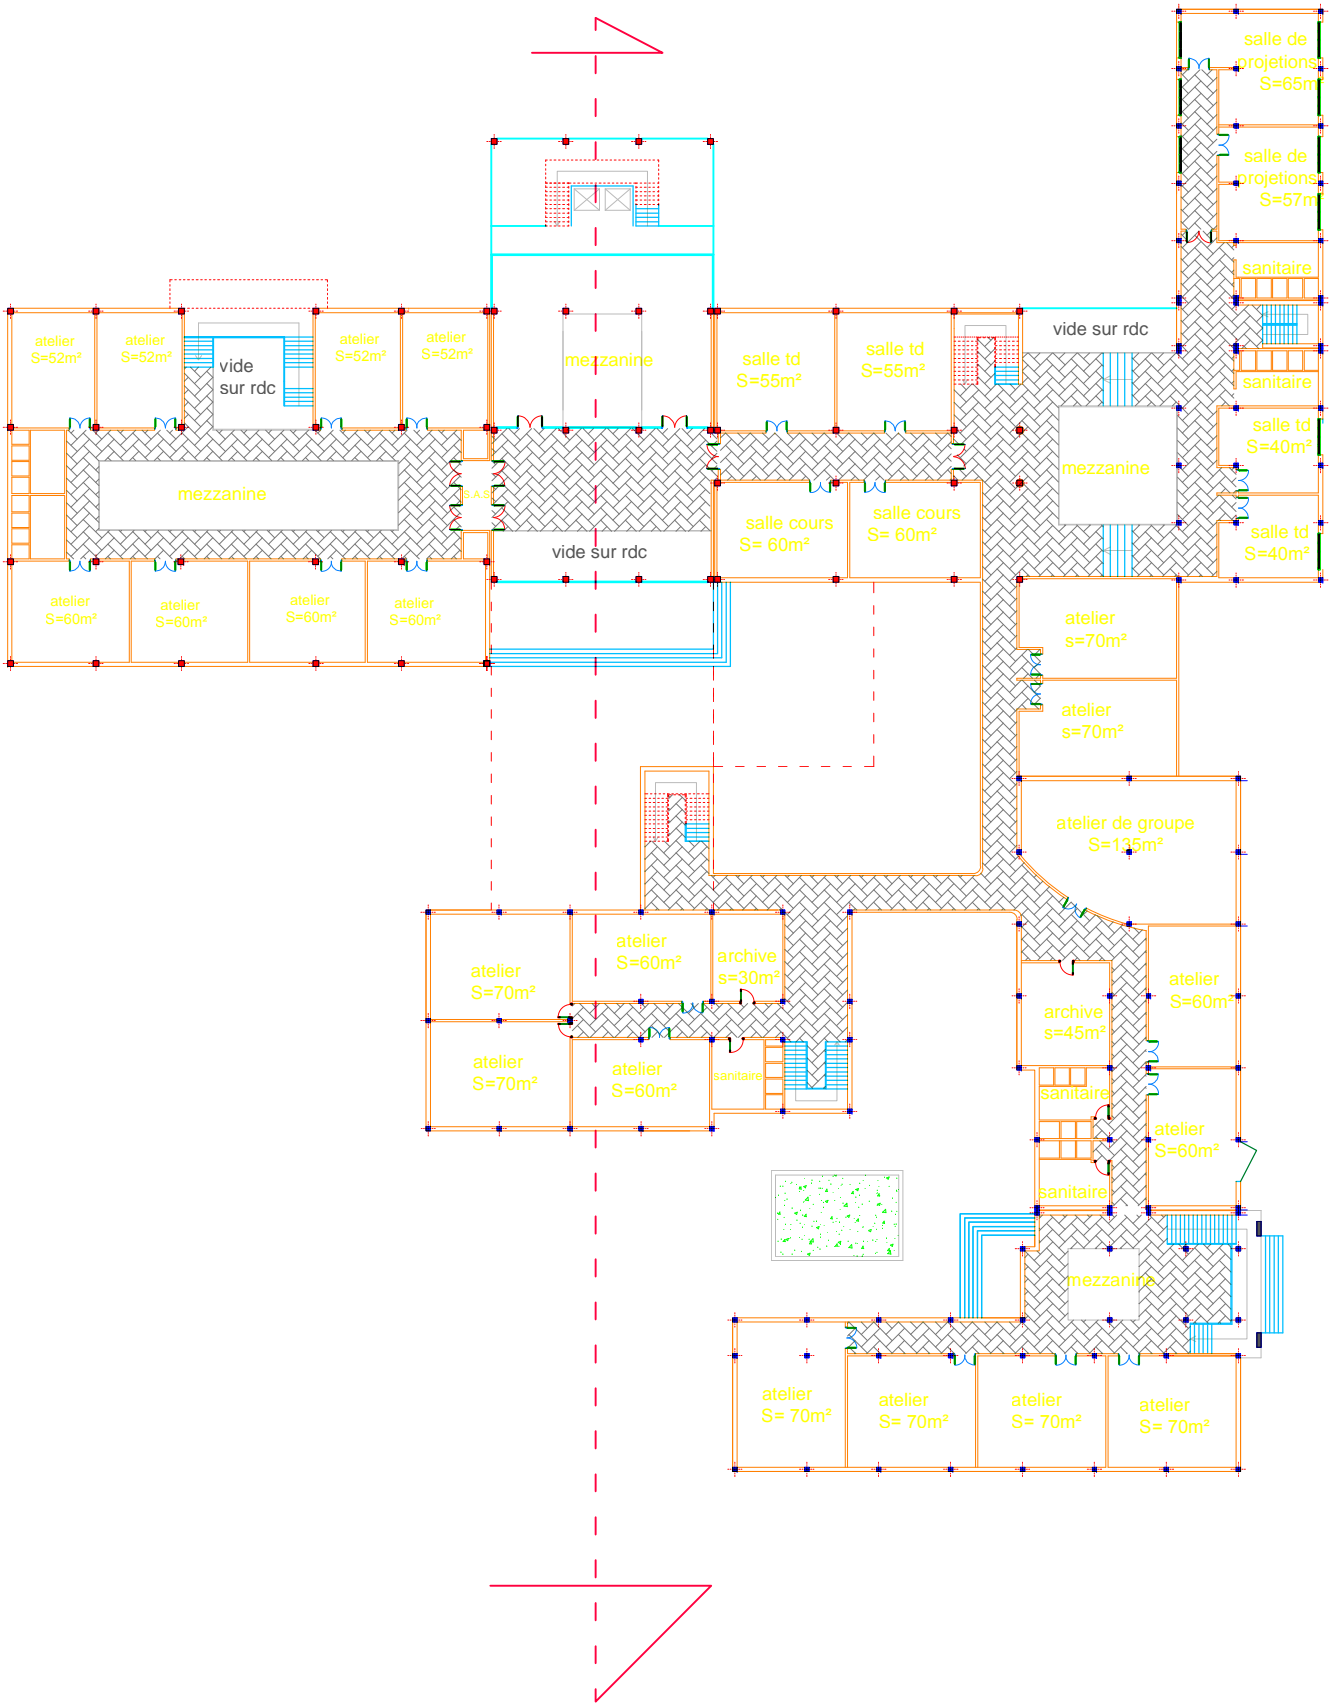 salle de
projetions
S=65m²
salle de
projetions
S=57m²
sanitaire
vide sur rdc
sanitaire
atelier
S=52m²
atelier
S=52m²
vide
sur rdc
atelier
S=52m²
atelier
S=52m²
mezzanine
salle td
S=55m²
salle td
S=55m²
mezzanine
salle td
S=40m²
salle td
S=40m²
mezzanine
S.A.S
vide sur rdc
salle cours
S= 60m²
salle cours
S= 60m²
atelier
S=60m²
atelier
S=60m²
atelier
S=60m²
atelier
S=60m²
atelier
s=70m²
atelier
s=70m²
atelier de groupe
S=135m²
atelier
S=70m²
atelier
S=60m²
archive
s=30m²
atelier
S=60m²
archive
s=45m²
atelier
S=70m²
atelier
S=60m²
sanitaire
sanitaire
atelier
S=60m²
sanitaire
mezzanine
atelier
S= 70m²
atelier
S= 70m²
atelier
S= 70m²
atelier
S= 70m²